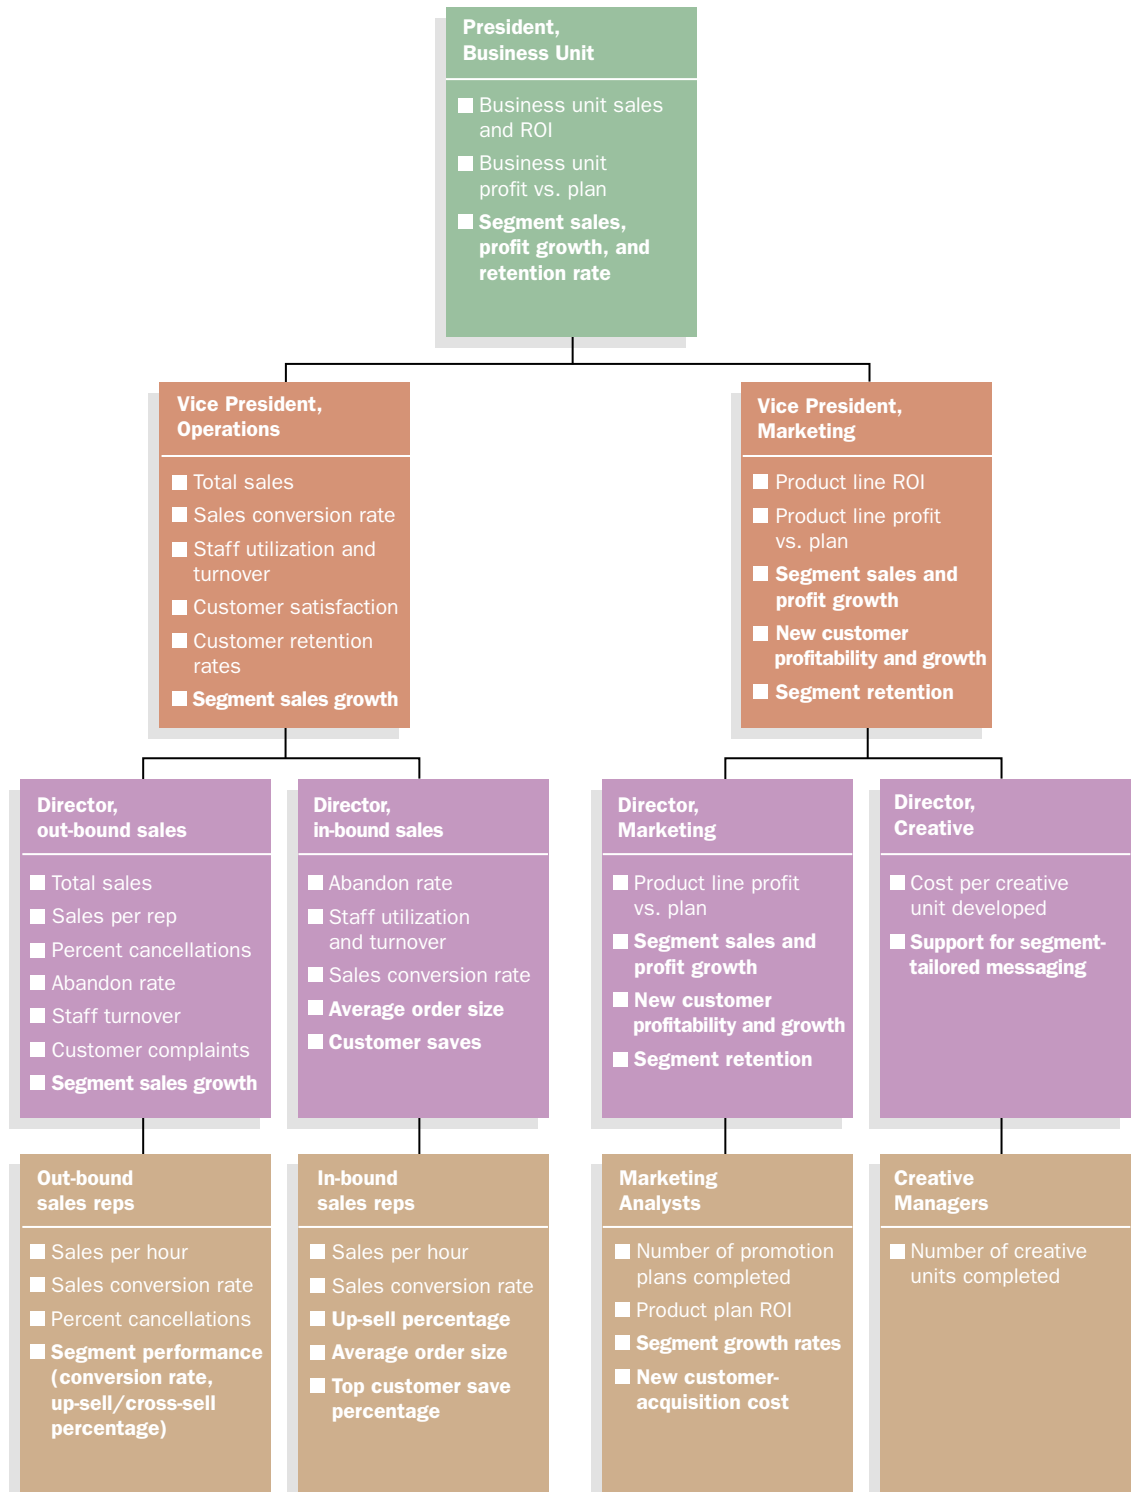 President,
Business Unit
Business unit sales
and ROI
Business unit
profit vs. plan
Segment sales,
profit growth, and
retention rate
Vice President,
Operations
Total sales
Sales conversion rate
Staff utilization and
turnover
Customer satisfaction
Customer retention
rates
Segment sales growth
Vice President,
Marketing
Product line ROI
Product line profit
vs. plan
Segment sales and
profit growth
New customer
profitability and growth
Segment retention
Director,
out-bound sales
Total sales
Sales per rep
Percent cancellations
Abandon rate
Staff turnover
Customer complaints
Segment sales growth
Director,
in-bound sales
Abandon rate
Staff utilization
and turnover
Sales conversion rate
Average order size
Customer saves
Director,
Marketing
Product line profit
vs. plan
Segment sales and
profit growth
New customer
profitability and growth
Segment retention
Director,
Creative
Cost per creative
unit developed
Support for segment-
tailored messaging
Out-bound
sales reps
Sales per hour
Sales conversion rate
Percent cancellations
Segment performance
(conversion rate,
up-sell/cross-sell
percentage)
In-bound
sales reps
Sales per hour
Sales conversion rate
Up-sell percentage
Average order size
Top customer save
percentage
Marketing
Analysts
Number of promotion
plans completed
Product plan ROI
Segment growth rates
New customer-
acquisition cost
Creative
Managers
Number of creative
units completed